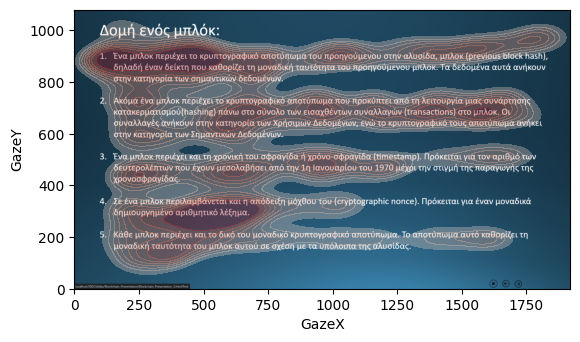 Δομή ενός μπλόκ:
1. Ένα μπλοκ περιέχει το κρυπτογραφικό αποτύπωμα του προηγούμενου στην αλυσίδα, μπλοκ (previous block hash),
δηλαδή έναν δείκτη που καθορίζει τη μοναδική ταυτότητα του προηγούμενου μπλοκ. Τα δεδομένα αυτά ανήκουν
στην κατηγορία των σημαντικών δεδομένων.
2. Ακόμα ένα μπλοκ περιέχει το κρυπτογραφικό αποτύπωμα που προκύπτει από τη λειτουργία μιας συνάρτησης
κατακερματισμού(hashing) πάνω στο σύνολο των εισαχθέντων συναλλαγών (transactions) στο μπλοκ. Οι
συναλλαγές ανήκουν στην κατηγορία των Χρήσιμων Δεδομένων, ενώ το κρυπτογραφικό τους αποτύπωμα ανήκει
στην κατηγορία των Σημαντικών Δεδομένων.
3. Ένα μπλοκ περιέχει και τη χρονική του σφραγίδα ή χρόνο-σφραγίδα (timestamp). Πρόκειται για τον αριθμό των
δευτερολέπτων που έχουν μεσολαβήσει από την 1η Ιανουαρίου του 1970 μέχρι την στιγμή της παραγωγής της
χρονοσφραγίδας.
4. Σε ένα μπλοκ περιλαμβάνεται και η απόδειξη μόχθου του (cryptographic nonce). Πρόκειται για έναν μοναδικά
δημιουργημένο αριθμητικό λέξημα.
5. Κάθε μπλοκ περιέχει και το δικό του μοναδικό κρυπτογραφικό αποτύπωμα. Το αποτύπωμα αυτό καθορίζει τη
μοναδική ταυτότητα του μπλοκ αυτού σε σχέση με τα υπόλοιπα της αλυσίδας.
GazeY
1000
800
600
400
200
0
0 250 500 750 1000 1250 1500 1750
GazeX